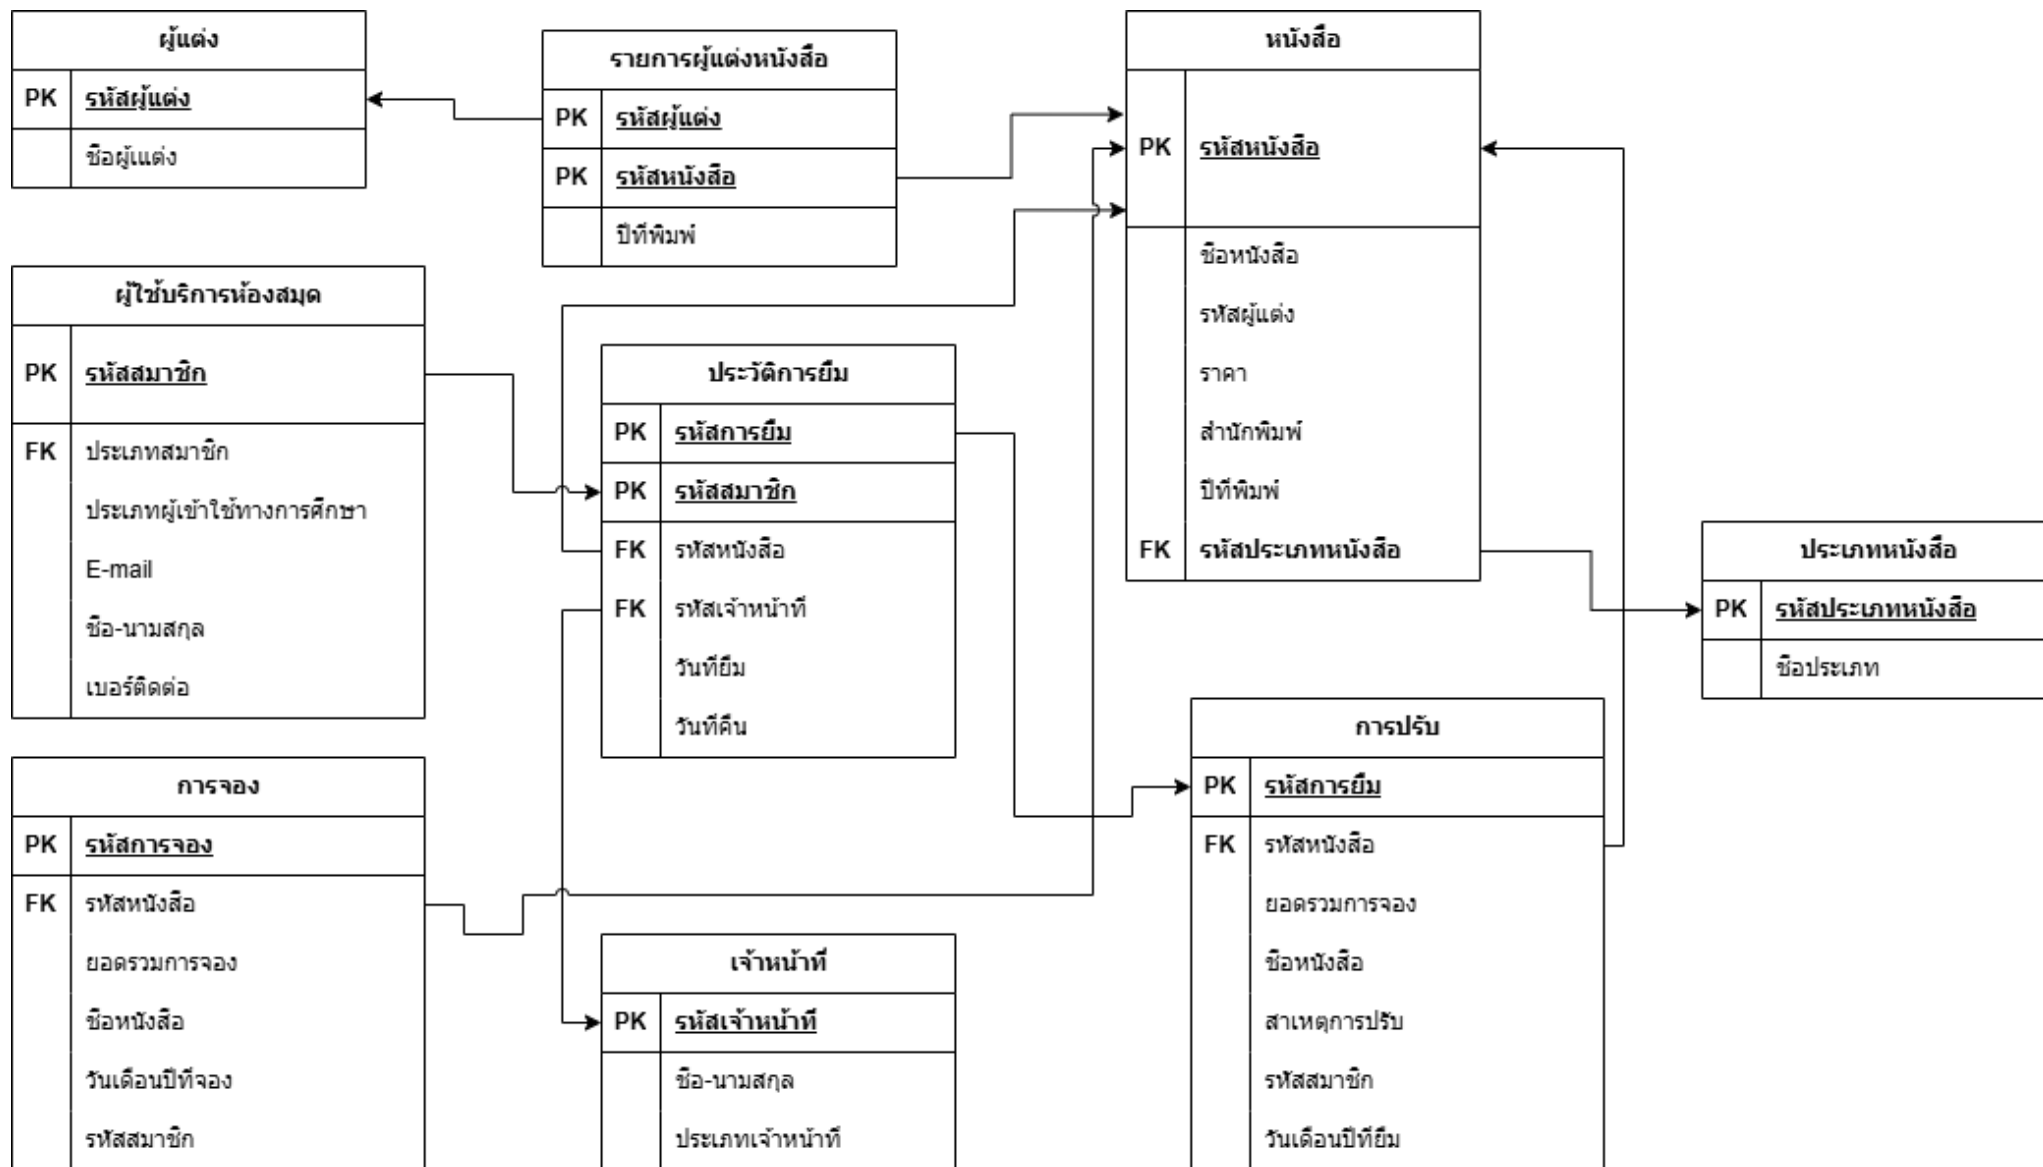 ผู้แต่ง
PK รหัสผู้แต่ง
ชื่อผู้แต่ง
รายการผู้แต่งหนังสือ
PK รหัสผู้แต่ง
PK รหัสหนังสือ
ปีที่พิมพ์
หนังสือ
PK รหัสหนังสือ
ชื่อหนังสือ
รหัสผู้แต่ง
ราคา
สำนักพิมพ์
ปีที่พิมพ์
FK รหัสประเภทหนังสือ
ผู้ใช้บริการห้องสมุด
PK รหัสสมาชิก
FK ประเภทสมาชิก
ประเภทผู้เข้าใช้ทางการศึกษา
E-mail
ชื่อ-นามสกุล
เบอร์ติดต่อ
ประวัติการยืม
PK รหัสการยืม
PK รหัสสมาชิก
FK รหัสหนังสือ
FK รหัสเจ้าหน้าที่
วันที่ยืม
วันที่คืน
ประเภทหนังสือ
PK รหัสประเภทหนังสือ
ชื่อประเภท
การจอง
PK รหัสการจอง
FK รหัสหนังสือ
ยอดรวมการจอง
ชื่อหนังสือ
วันเดือนปีที่จอง
รหัสสมาชิก
เจ้าหน้าที่
PK รหัสเจ้าหน้าที่
ชื่อ-นามสกุล
ประเภทเจ้าหน้าที่
การปรับ
PK รหัสการยืม
FK รหัสหนังสือ
ยอดรวมการจอง
ชื่อหนังสือ
สาเหตุการปรับ
รหัสสมาชิก
วันเดือนปีที่ยืม